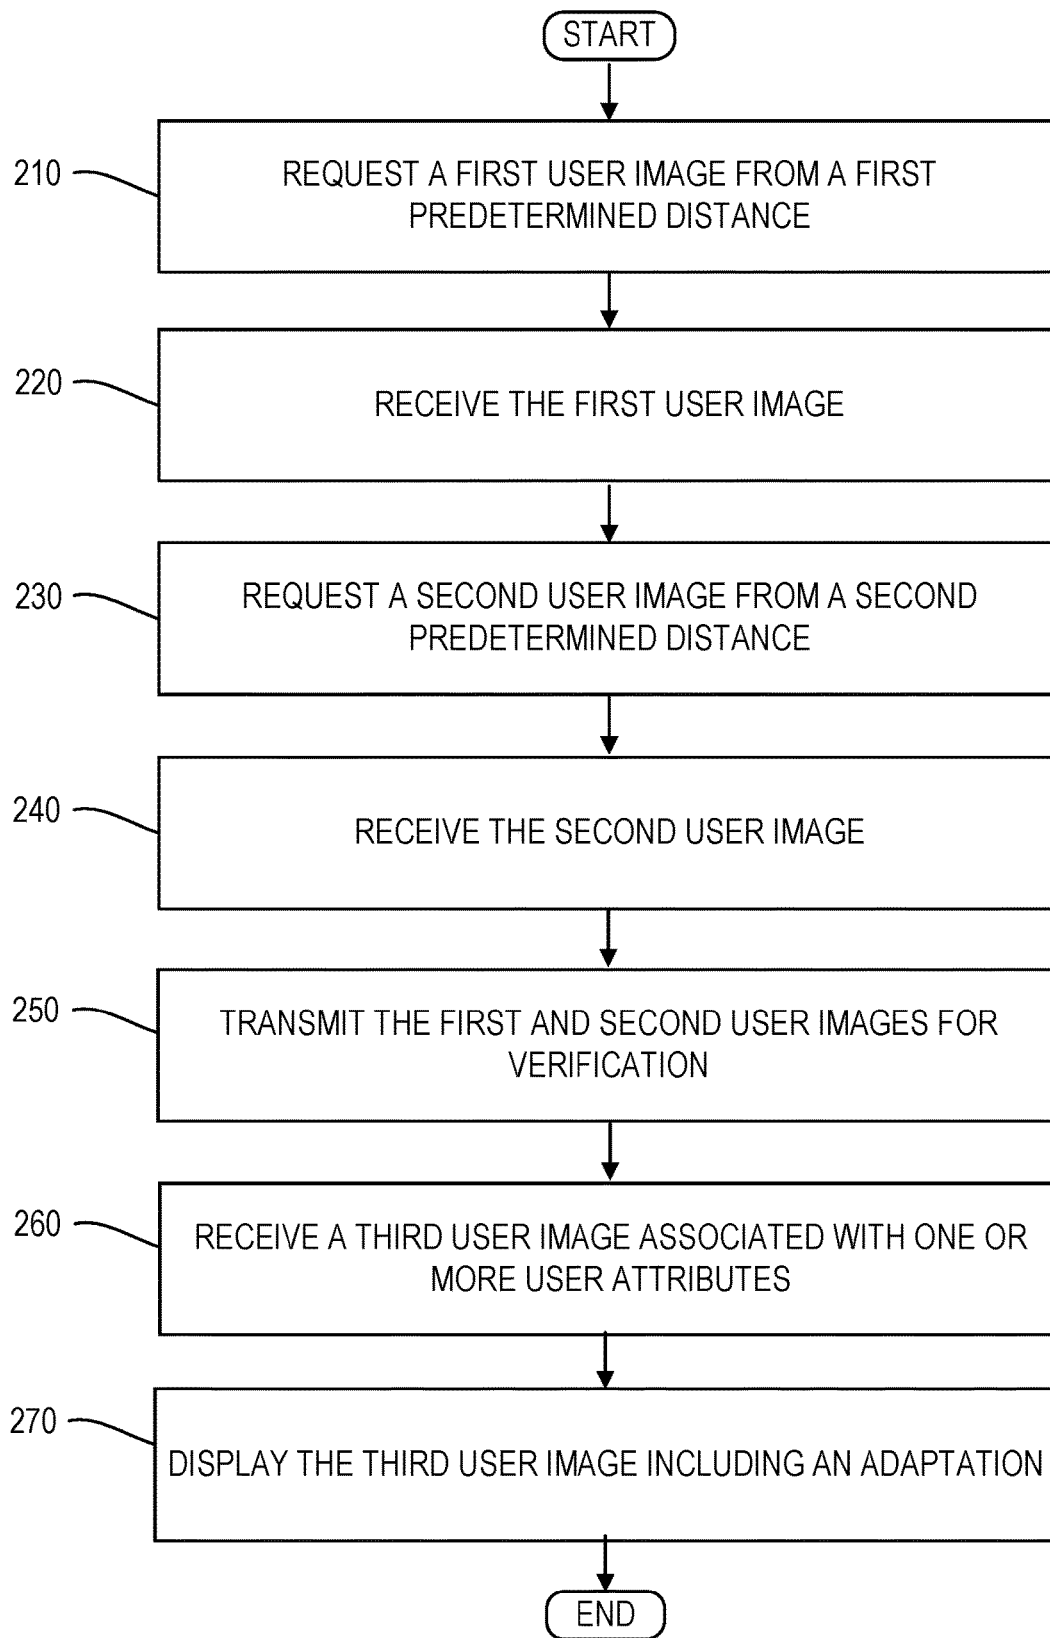 START
210
REQUEST A FIRST USER IMAGE FROM A FIRST
PREDETERMINED DISTANCE
220
RECEIVE THE FIRST USER IMAGE
230
REQUEST A SECOND USER IMAGE FROM A SECOND
PREDETERMINED DISTANCE
240
RECEIVE THE SECOND USER IMAGE
250
TRANSMIT THE FIRST AND SECOND USER IMAGES FOR
VERIFICATION
260
RECEIVE A THIRD USER IMAGE ASSOCIATED WITH ONE OR
MORE USER ATTRIBUTES
270
DISPLAY THE THIRD USER IMAGE INCLUDING AN ADAPTATION
END